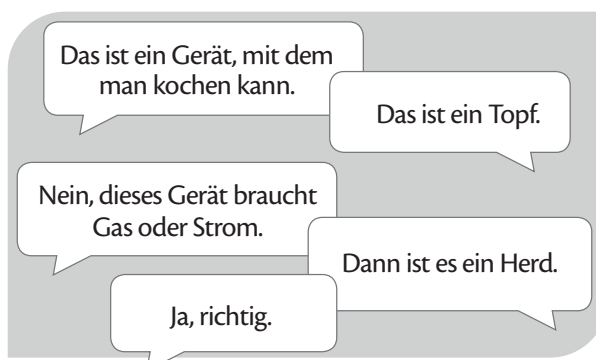 Das ist ein Gerät, mit dem
man kochen kann.
Das ist ein Topf.
Nein, dieses Gerät braucht
Gas oder Strom.
Dann ist es ein Herd.
Ja, richtig.